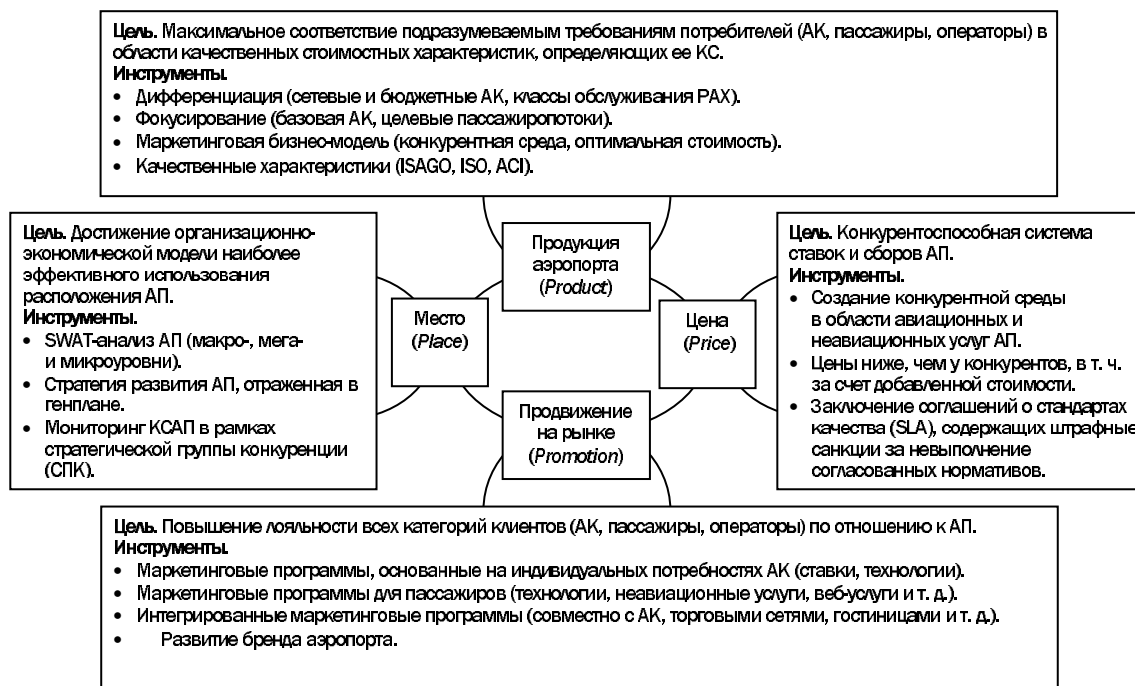 Цель. Максимальное соответствие подразумеваемым требованиям потребителей (АК, пассажиры, операторы) в
области качественных стоимостных характеристик, определяющих ее КС.
Инструменты.
• Дифференциация (сетевые и бюджетные АК, классы обслуживания PAX).
• Фокусирование (базовая АК, целевые пассажиропотоки).
• Маркетинговая бизнес-модель (конкурентная среда, оптимальная стоимость).
• Качественные характеристики (ISAGO, ISO, ACI).
Цель. Достижение организационно-
экономической модели наиболее
эффективного использования
расположения АП.
Инструменты.
• SWAT-анализ АП (макро-, мега-
и микроуровни).
• Стратегия развития АП, отраженная в
генплане.
• Мониторинг КСАП в рамках
стратегической группы конкуренции
(СПК).
Продукция
аэропорта
(Product)
Место
(Place)
Цена
(Price)
Продвижение
на рынке
(Promotion)
Цель. Конкурентоспособная система
ставок и сборов АП.
Инструменты.
• Создание конкурентной среды
в области авиационных и
неавиационных услуг АП.
• Цены ниже, чем у конкурентов, в т. ч.
за счет добавленной стоимости.
• Заключение соглашений о стандартах
качества (SLA), содержащих штрафные
санкции за невыполнение
согласованных нормативов.
Цель. Повышение лояльности всех категорий клиентов (АК, пассажиры, операторы) по отношению к АП.
Инструменты.
• Маркетинговые программы, основанные на индивидуальных потребностях АК (ставки, технологии).
• Маркетинговые программы для пассажиров (технологии, неавиационные услуги, веб-услуги и т. д.).
• Интегрированные маркетинговые программы (совместно с АК, торговыми сетями, гостиницами и т. д.).
• Развитие бренда аэропорта.